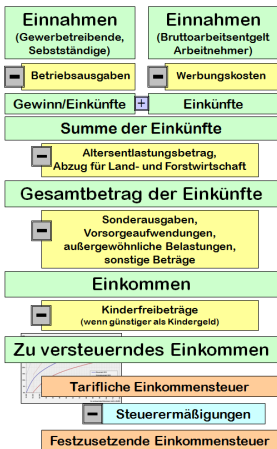 Einnahmen
(Gewerbetreibende,
Sebstständige)
Einnahmen
(Bruttoarbeitsentgelt
Arbeitnehmer)
Betriebsausgaben
Werbungskosten
Gewinn/Einkünfte
Einkünfte
Summe der Einkünfte
Altersentlastungsbetrag,
Abzug für Land- und Forstwirtschaft
Gesamtbetrag der Einkünfte
Sonderausgaben,
Vorsorgeaufwendungen,
außergewöhnliche Belastungen,
sonstige Beträge
Einkommen
Kinderfreibeträge
(wenn günstiger als Kindergeld)
Zu versteuerndes Einkommen
Tarifliche Einkommensteuer
Steuerermäßigungen
Festzusetzende Einkommensteuer